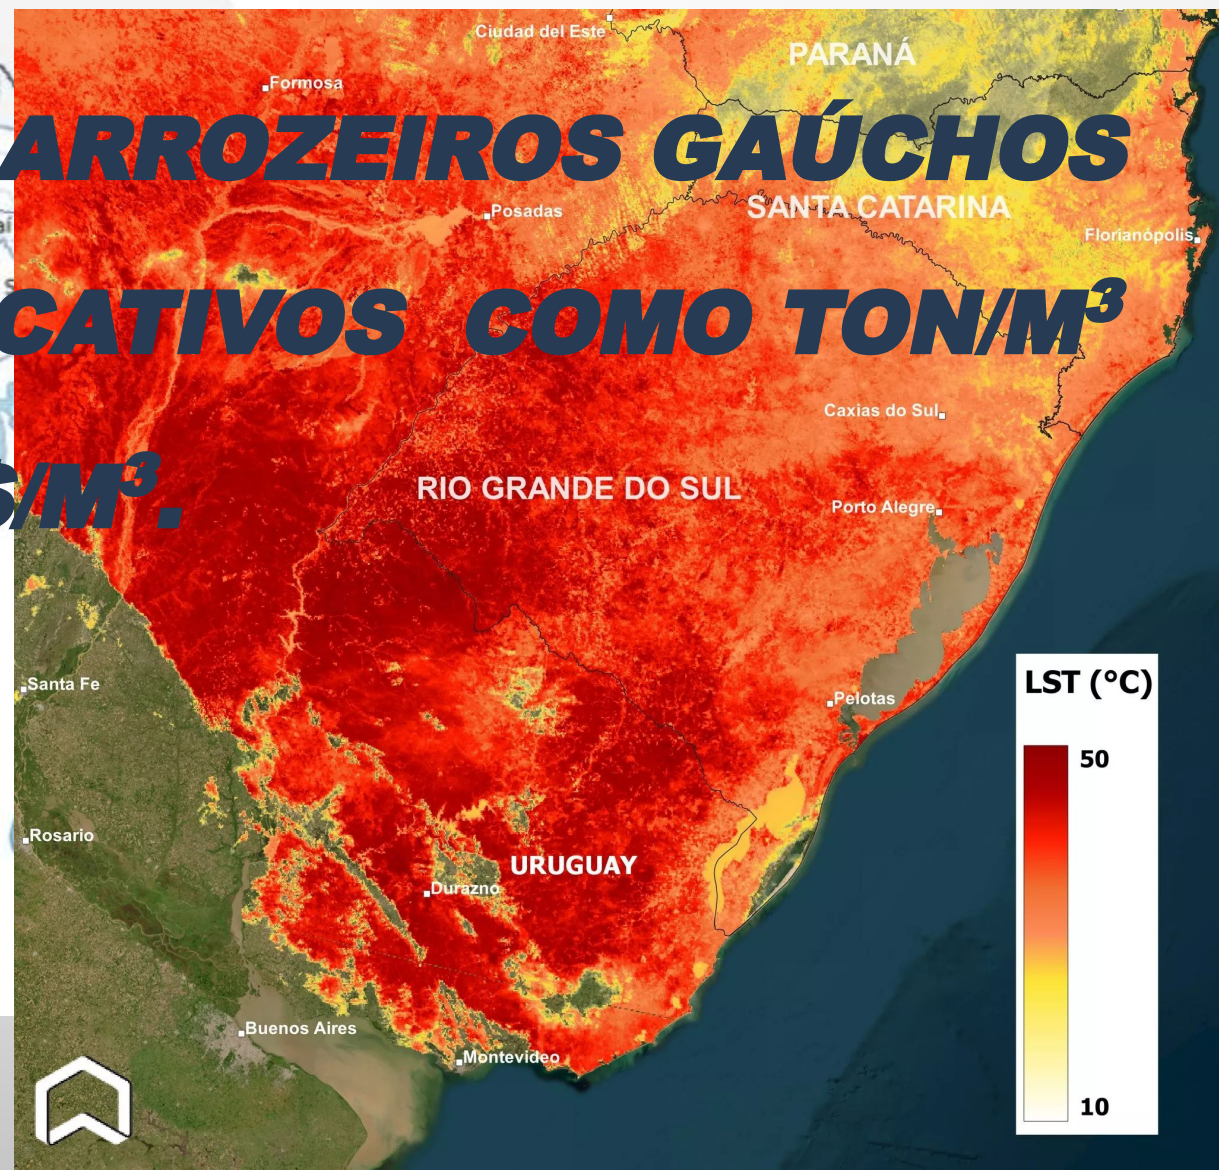 Ciudad del Este
PARANÁ
Formosa
ARROZEIROS GAÚCHOS
Posadas
SANTA CATARINA
Florianópolis
CATIVOS COMO TON/M³
Caxias do Sul
S/M³.
RIO GRANDE DO SUL
Porto Alegre
Santa Fe
Pelotas
LST (°C)
50
Rosario
URUGUAY
Durazno
Buenos Aires
Montevideo
10